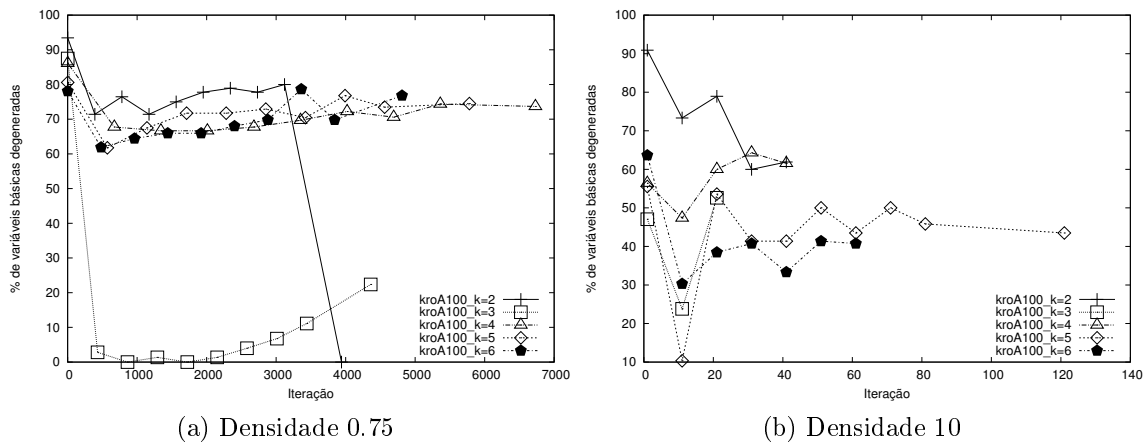 100
90
80
70
60
50
40
30
20
10
0
% de variáveis básicas degeneradas
0 1000 2000 3000 4000 5000 6000 7000
Iteração
kroA100_k=2
kroA100_k=3
kroA100_k=4
kroA100_k=5
kroA100_k=6
(a) Densidade 0.75
100
90
80
70
60
50
40
30
20
10
% de variáveis básicas degeneradas
0 20 40 60 80 100 120 140
Iteração
kroA100_k=2
kroA100_k=3
kroA100_k=4
kroA100_k=5
kroA100_k=6
(b) Densidade 10